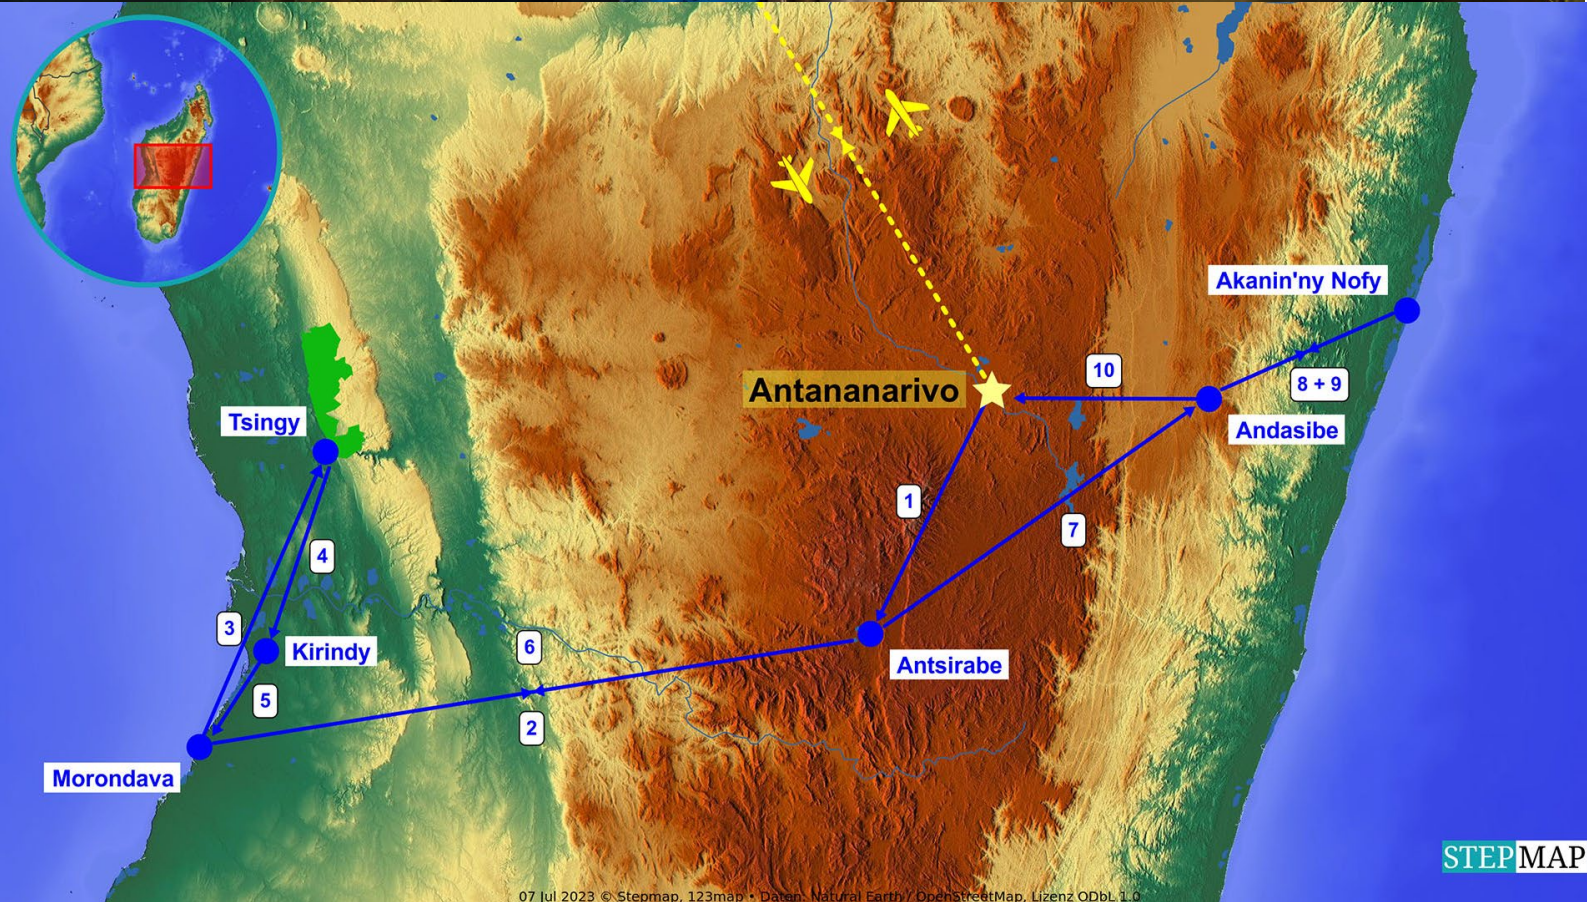 Akanin'ny Nofy
10
Antananarivo
8 + 9
Tsingy
Andasibe
1
7
4
3
Kirindy
6
Antsirabe
5
2
Morondava
STEPMAP
07 Jul 2023 © Stepmap, 123map • Daten: Natural Earth / OpenStreetMap, Lizenz ODbL 1.0